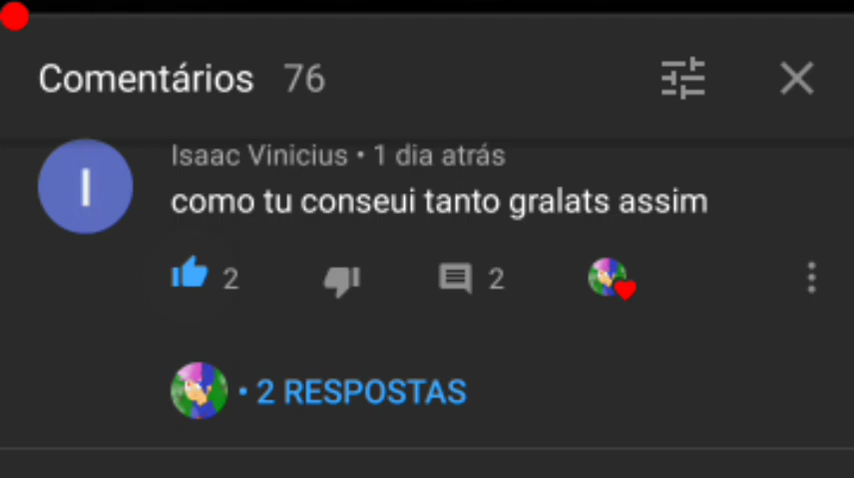 Comentários 76
I
Isaac Vinicius • 1 dia atrás
como tu conseui tanto gralats assim
2 2
• 2 RESPOSTAS